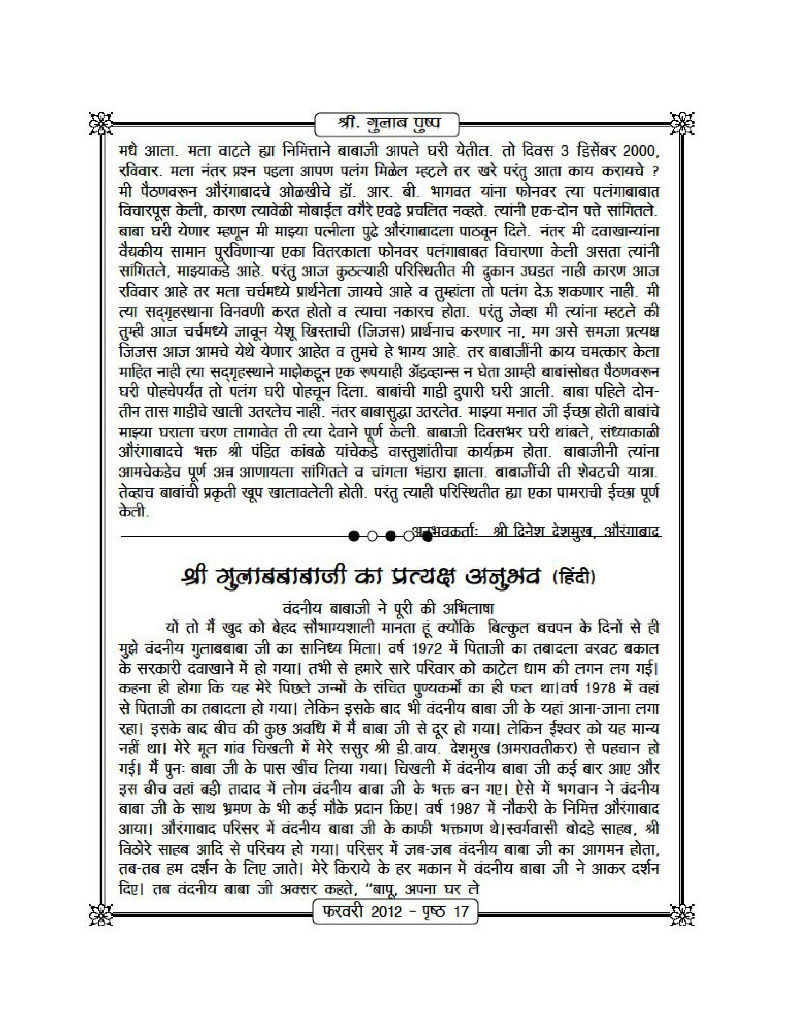 श्री. गुलाब पुष्प
मधे आला. मला वाटले ह्या निमित्ताने बाबाजी आपले घरी येतील. तो दिवस 3 डिसेंबर 2000,
रविवार. मला नंतर प्रश्न पडला आपण पलंग मिळेल म्हटले तर खरे परंतु आता काय करायचे ?
मी पैठणवरून औरंगाबादचे ओळखीचे डॉ. आर. बी. भागवत यांना फोनवर त्या पलंगाबाबात
विचारपूस केली, कारण त्यावेळी मोबाईल वगैरे एवढे प्रचलित नव्हते. त्यांनी एक-दोन पत्ते सांगितले.
बाबा घरी येणार म्हणून मी माझ्या पत्नीला पुढे औरंगाबादला पाठवून दिले. नंतर मी दवाखान्यांना
वैद्यकीय सामान पुरविणाऱ्या एका वितरकाला फोनवर पलंगाबाबत विचारणा केली असता त्यांनी
सांगितले, माझ्याकडे आहे. परंतु आज कुठल्याही परिस्थितीत मी दुकान उघडत नाही कारण आज
रविवार आहे तर मला चर्चमध्ये प्रार्थनेला जायचे आहे व तुम्हांला तो पलंग देऊ शकणार नाही. मी
त्या सद्गृहस्थाना विनवणी करत होतो व त्याचा नकारच होता. परंतु जेव्हा मी त्यांना म्हटले की
तुम्ही आज चर्चमध्ये जावून येशू ख्रिस्ताची (जिजस) प्रार्थनाच करणार ना, मग असे समजा प्रत्यक्ष
जिजस आज आमचे येथे येणार आहेत व तुमचे हे भाग्य आहे. तर बाबाजींनी काय चमत्कार केला
माहित नाही त्या सद्गृहस्थाने माझेकडून एक रूपयाही ॲडव्हान्स न घेता आम्ही बाबांसोबत पैठणवरून
घरी पोहचेपर्यंत तो पलंग घरी पोहचून दिला. बाबांची गाडी दुपारी घरी आली. बाबा पहिले दोन-
तीन तास गाडीचे खाली उतरलेच नाही. नंतर बाबासुद्धा उतरलेत. माझ्या मनात जी ईच्छा होती बाबांचे
माझ्या घराला चरण लागावेत ती त्या देवाने पूर्ण केली. बाबाजी दिवसभर घरी थांबले, संध्याकाळी
औरंगाबादचे भक्त श्री पंडित कांबळे यांचेकडे वास्तुशांतीचा कार्यक्रम होता. बाबाजीनी त्यांना
आमचेकडेच पूर्ण अन्न आणायला सांगितले व चांगला भंडारा झाला. बाबाजींची ती शेवटची यात्रा.
तेव्हाच बाबांची प्रकृती खूप खालावलेली होती. परंतु त्याही परिस्थितीत ह्या एका पामराची ईच्छा पूर्ण
केली.
अनुभवकर्ताः श्री दिनेश देशमुख, औरंगाबाद
श्री गुलाबबाबाजी का प्रत्यक्ष अनुभव (हिंदी)
वंदनीय बाबाजी ने पूरी की अभिलाषा
यों तो मैं खुद को बेहद सौभाग्यशाली मानता हूं क्योंकि बिल्कुल बचपन के दिनों से ही
मुझे वंदनीय गुलाबबाबा जी का सानिध्य मिला। वर्ष 1972 में पिताजी का तबादला वरवट बकाल
के सरकारी दवाखाने में हो गया। तभी से हमारे सारे परिवार को काटेल धाम की लगन लग गई॥
कहना ही होगा कि यह मेरे पिछले जन्मों के संचित पुण्यकर्मों का ही फल था।वर्ष 1978 में वहां
से पिताजी का तबादला हो गया। लेकिन इसके बाद भी वंदनीय बाबा जी के यहां आना-जाना लगा
रहा। इसके बाद बीच की कुछ अवधि में मैं बाबा जी से दूर हो गया। लेकिन ईश्वर को यह मान्य
नहीं था। मेरे मूल गांव चिखली में मेरे ससुर श्री डी.वाय. देशमुख (अमरावतीकर) से पहचान हो
गई॥ मैं पुनः बाबा जी के पास खींच लिया गया। चिखली में वंदनीय बाबा जी कई बार आए और
इस बीच वहां बड़ी तादाद में लोग वंदनीय बाबा जी के भक्त बन गए। ऐसे में भगवान ने वंदनीय
बाबा जी के साथ भ्रमण के भी कई मौके प्रदान किए। वर्ष 1987 में नौकरी के निमित्त औरंगाबाद
आया। औरंगाबाद परिसर में वंदनीय बाबा जी के काफी भक्तगण थे।स्वर्गवासी बोदडे साहब, श्री
विठोरे साहब आदि से परिचय हो गया। परिसर में जब-जब वंदनीय बाबा जी का आगमन होता,
तब-तब हम दर्शन के लिए जाते। मेरे किराये के हर मकान में वंदनीय बाबा जी ने आकर दर्शन
दिए। तब वंदनीय बाबा जी अक्सर कहते, “बापू, अपना घर ले
फरवरी 2012 - पृष्ठ 17